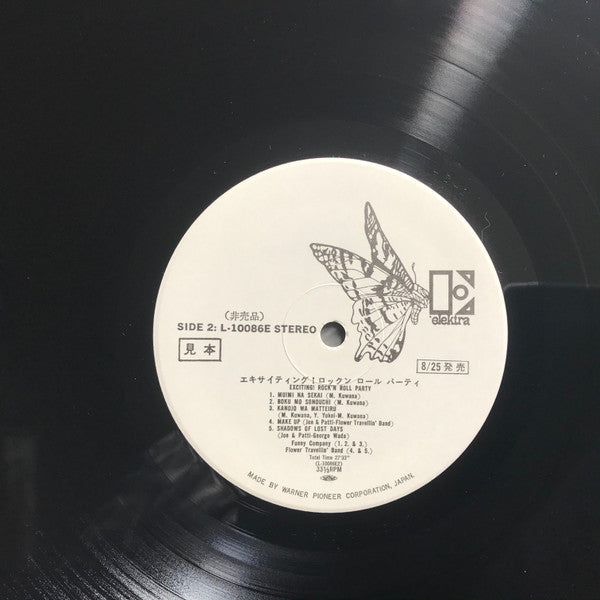 elektra
(非売品)
SIDE 2: L-10086E STEREO
見本
8/25 発売
エキサイティング!ロックン ロール パーティ
EXCITING! ROCK'N ROLL PARTY
1. MUIMI NA SEKAI (M. Kuwana)
2. BOKU MO SONOUCHI (M. Kuwana)
3. KANOJO WA MATTEIRU
(M. Kuwana, Y. Yokoi-M. Kuwana)
4. MAKE UP (Joe & Patti-Flower Travellin' Band)
5. SHADOWS OF LOST DAYS
(Joe & Patti-George Wada)
Funny Company (1. 2. & 3.)
Flower Travellin' Band (4. & 5.)
Total Time 27'33"
(L-10086E2)
33⅓RPM
MADE BY WARNER PIONEER CORPORATION, JAPAN.